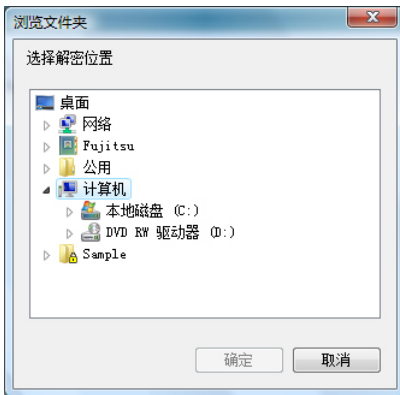 浏览文件夹
选择解密位置
桌面
网络
Fujitsu
公用
计算机
本地磁盘 (C:)
DVD RW 驱动器 (D:)
Sample
确定
取消